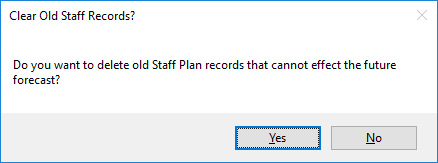 Clear Old Staff Records?
Do you want to delete old Staff Plan records that cannot effect the future
forecast?
Yes
No